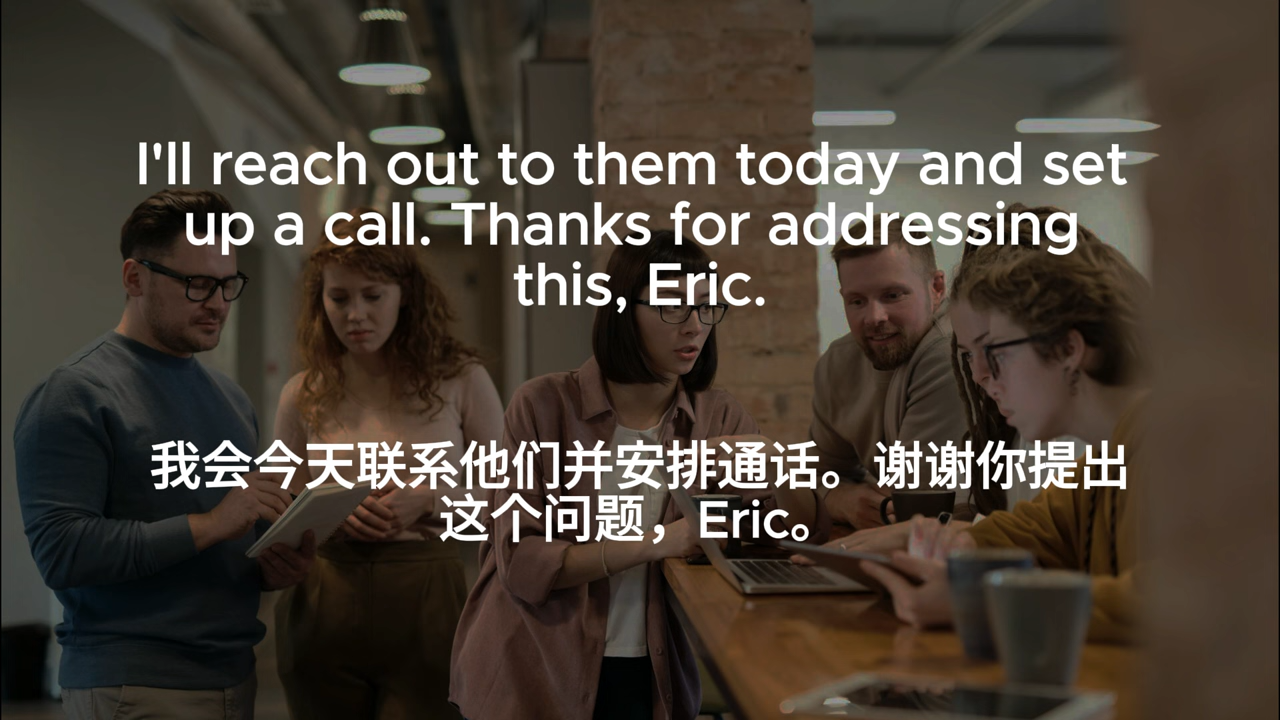 I'll reach out to them today and set
up a call. Thanks for addressing
this, Eric.
我会今天联系他们并安排通话。谢谢你提出
这个问题，Eric。